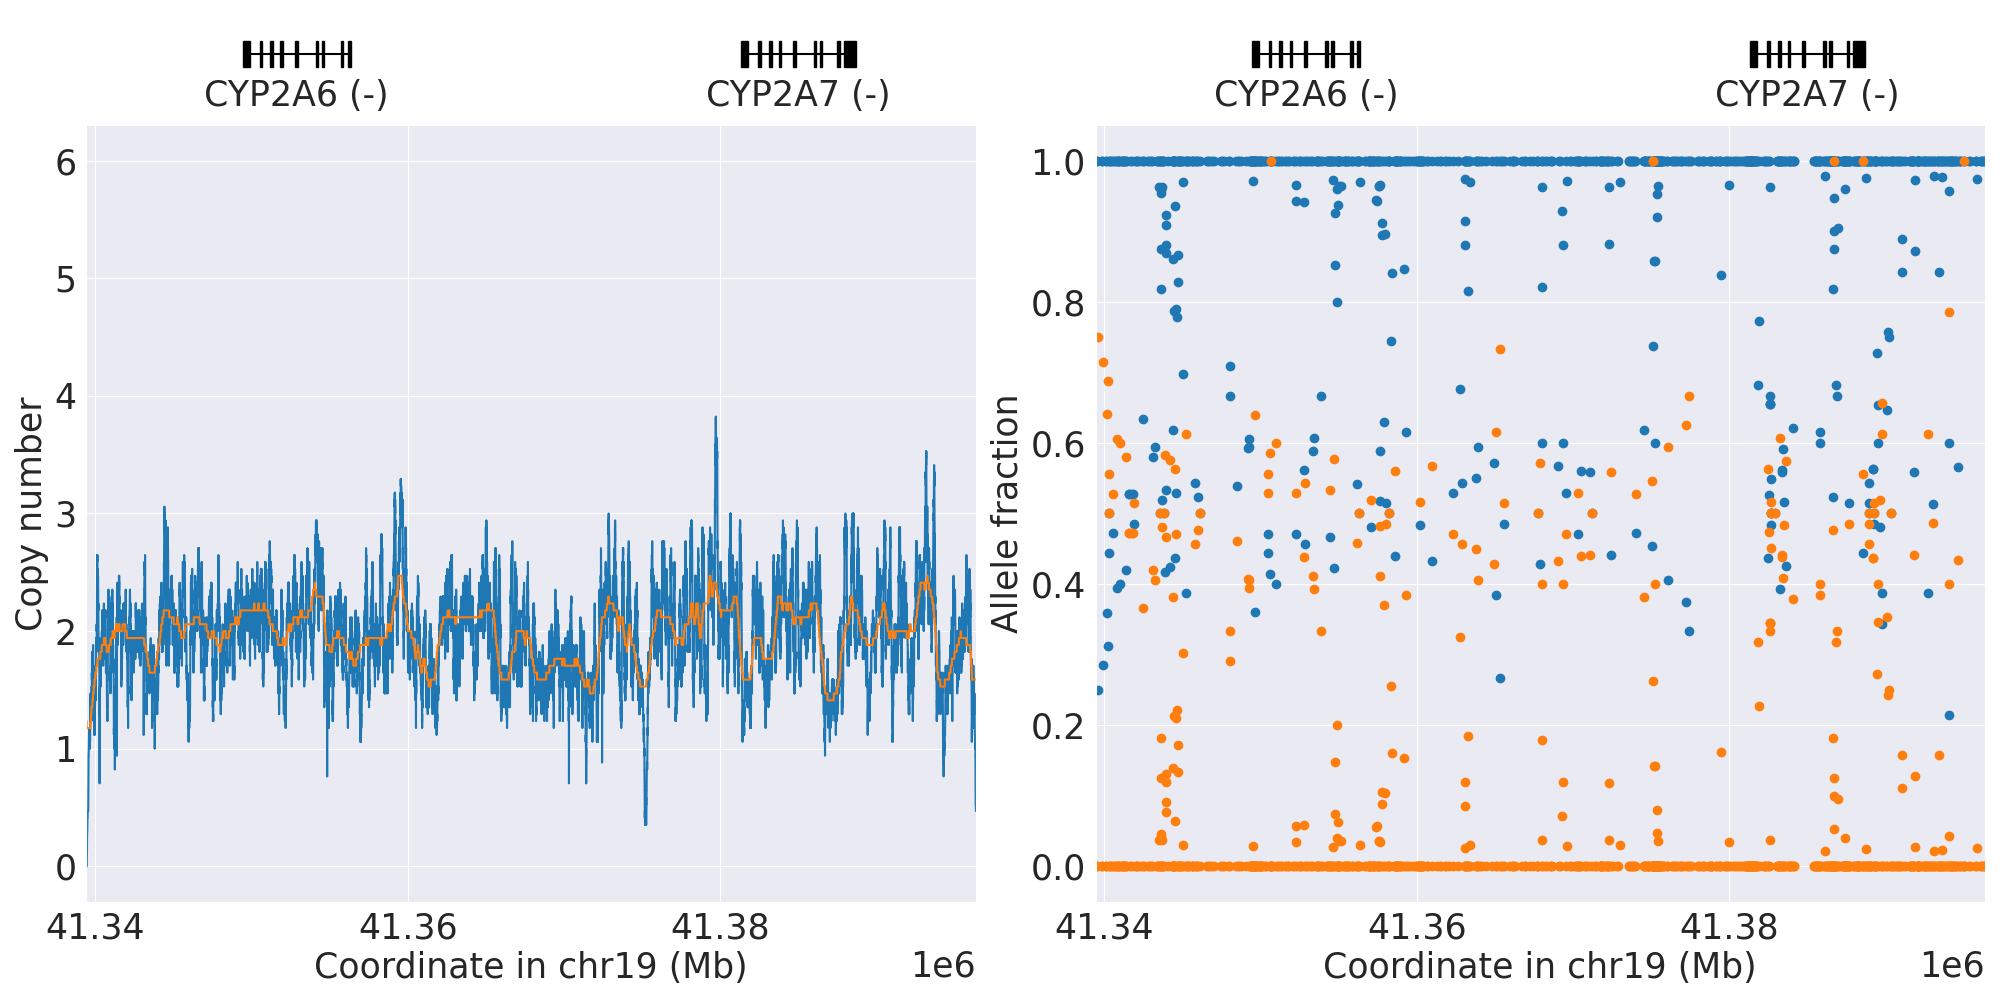 CYP2A6 (-)
CYP2A7 (-)
6
5
4
3
2
1
0
Copy number
41.34
41.36
41.38
Coordinate in chr19 (Mb)
1e6
CYP2A6 (-)
CYP2A7 (-)
1.0
0.8
0.6
0.4
0.2
0.0
Allele fraction
41.34
41.36
41.38
Coordinate in chr19 (Mb)
1e6